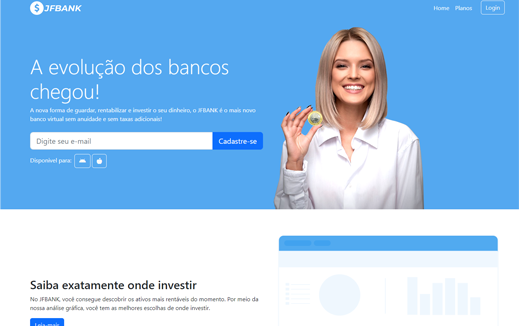 $ JFBANK
Home Planos Login
A evolução dos bancos
chegou!
A nova forma de guardar, rentabilizar e investir o seu dinheiro, o JFBANK é o mais novo
banco virtual sem anuidade e sem taxas adicionais!
Digite seu e-mail Cadastre-se
Disponível para:
Saiba exatamente onde investir
No JFBANK, você consegue descobrir os ativos mais rentáveis do momento. Por meio da
nossa análise gráfica, você tem as melhores escolhas de onde investir.
Leia mais